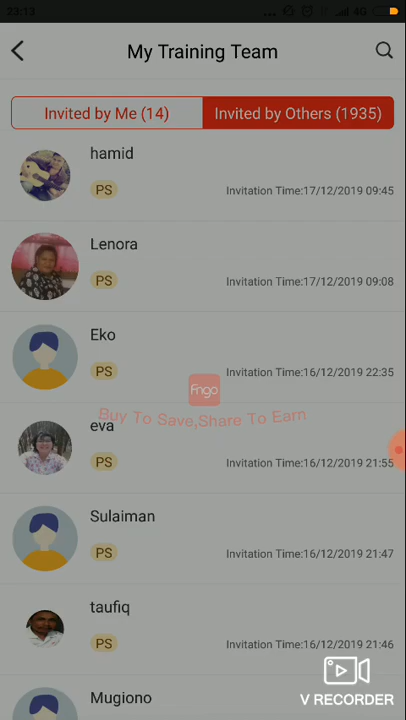 23:13
4G
My Training Team
Invited by Me (14)
Invited by Others (1935)
hamid
PS
Invitation Time:17/12/2019 09:45
Lenora
PS
Invitation Time:17/12/2019 09:08
Eko
PS
Invitation Time:16/12/2019 22:35
Fngo
Buy To Save,Share To Earn
eva
PS
Invitation Time:16/12/2019 21:55
Sulaiman
PS
Invitation Time:16/12/2019 21:47
taufiq
PS
Invitation Time:16/12/2019 21:46
Mugiono
V RECORDER